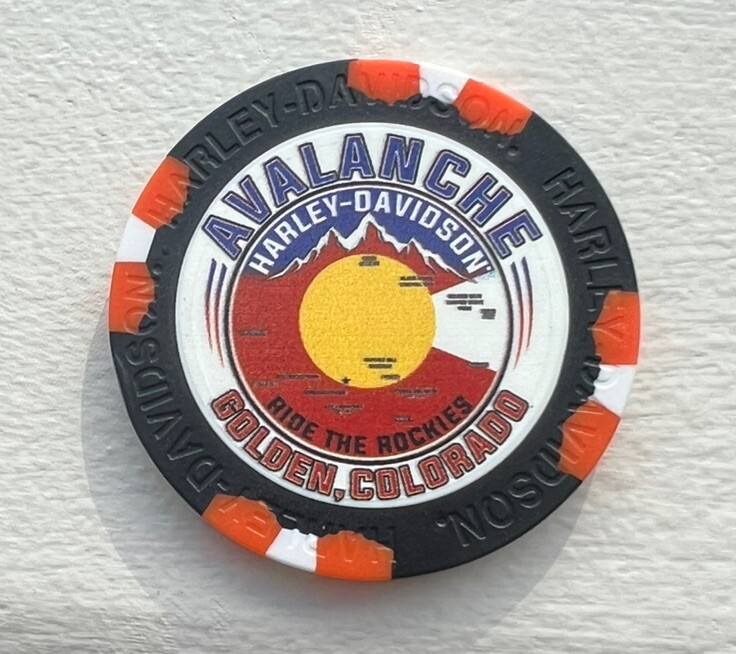 AVALANCHE
HARLEY-DAVIDSON
RIDE THE ROCKIES
GOLDEN, COLORADO
HARLEY-DAVIDSON.
HARLEY-DAVIDSON.
HARLEY-DAVIDSON.